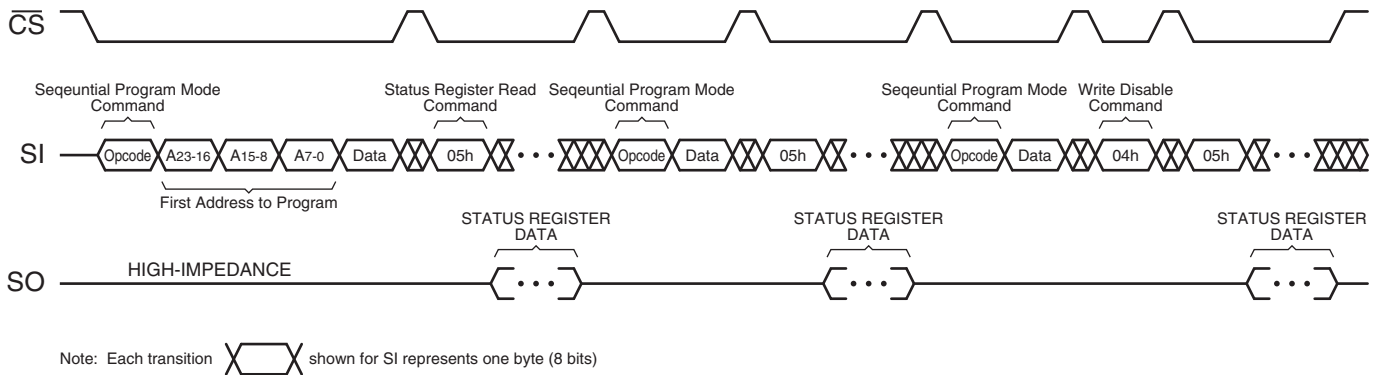 CS
Seqeuntial Program Mode
Command
Status Register Read
Command
Seqeuntial Program Mode
Command
Seqeuntial Program Mode
Command
Write Disable
Command
SI
Opcode A23-16 A15-8 A7-0 Data 05h ••• Opcode Data 05h ••• Opcode Data 04h 05h •••
First Address to Program
STATUS REGISTER
DATA
STATUS REGISTER
DATA
STATUS REGISTER
DATA
SO HIGH-IMPEDANCE ••• ••• •••
Note: Each transition shown for SI represents one byte (8 bits)